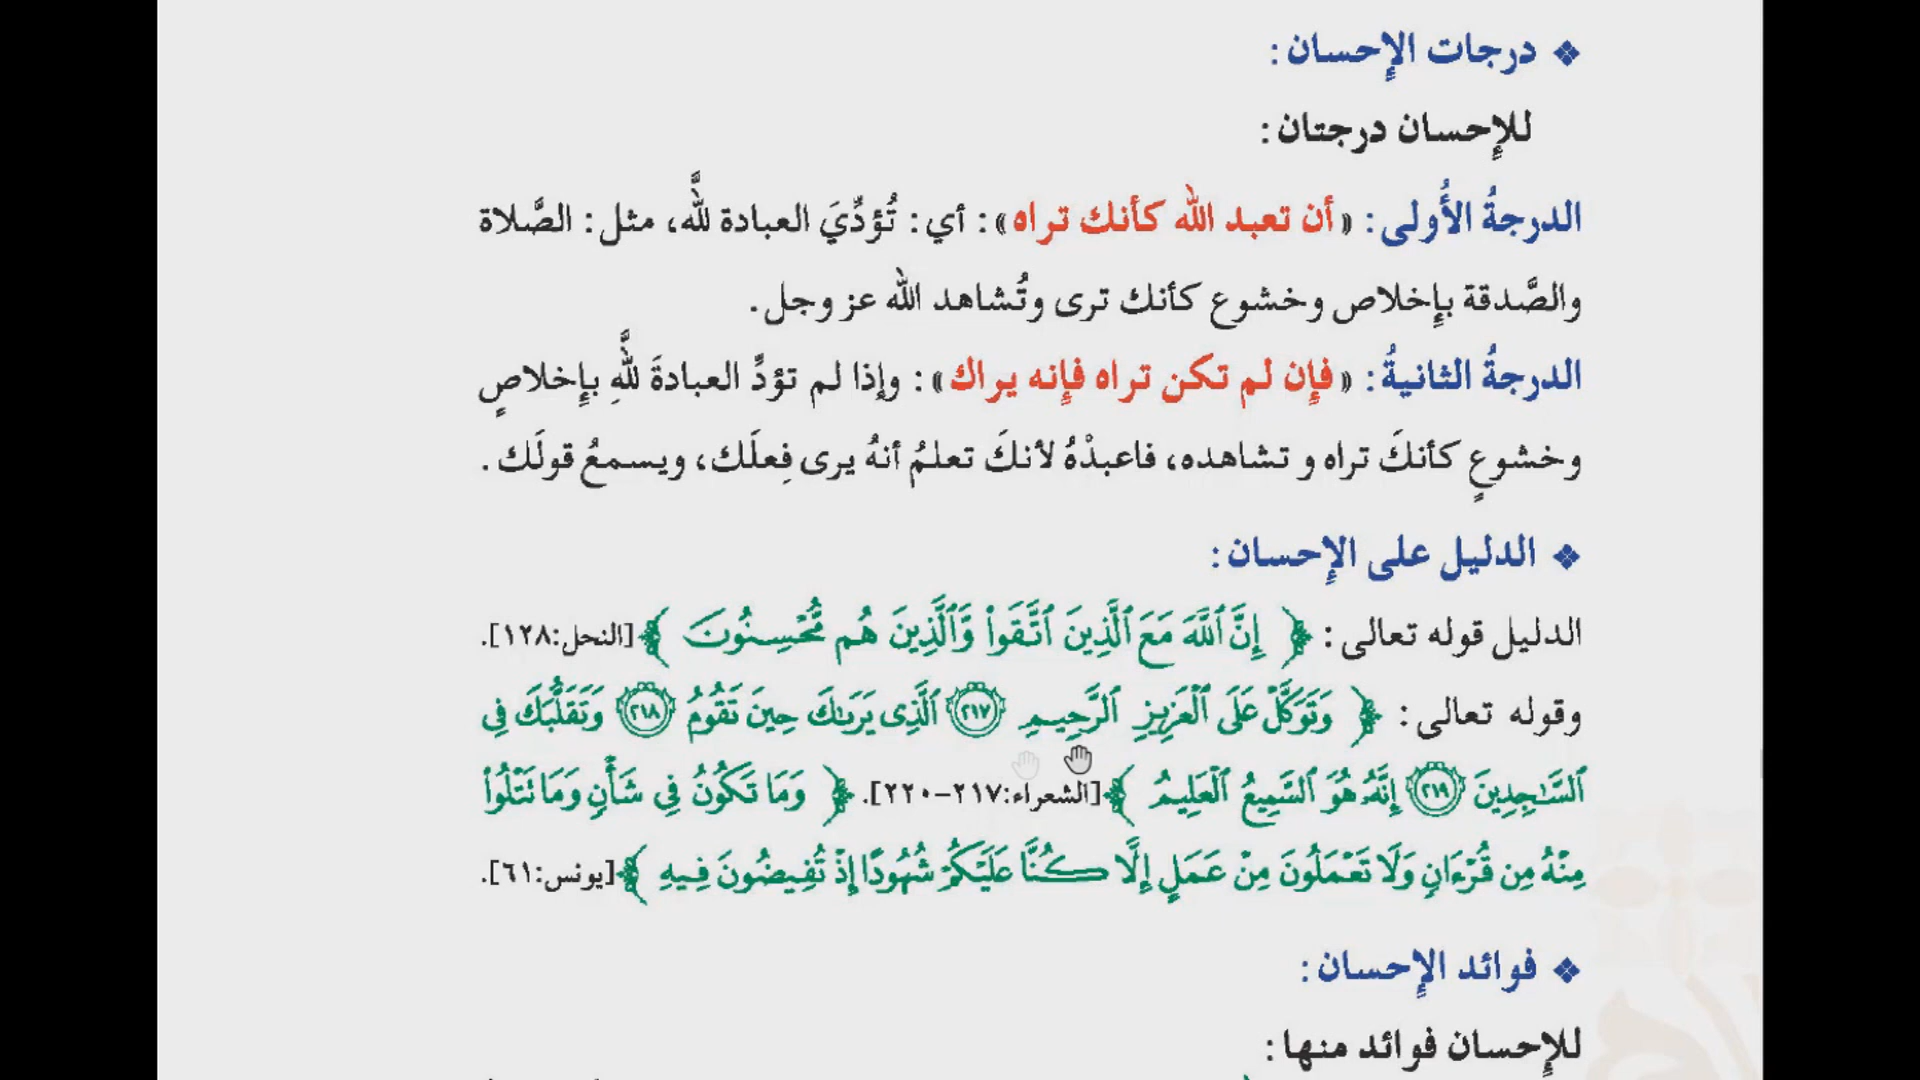 ❖ درجات الإحسان :
للإحسان درجتان :
الدرجةُ الأُولى : «أن تعبد الله كأنك تراه» : أي : تُؤدِّيَ العبادة للَّه، مثل : الصَّلاة
والصَّدقة بإخلاص وخشوع كأنك ترى وتُشاهد الله عز وجل .
الدرجةُ الثانيةُ : «فإن لم تكن تراه فإنه يراك» : وإذا لم تؤدِّ العبادةَ للَّهِ بإخلاصٍ
وخشوعٍ كأنكَ تراه و تشاهده، فاعبدْهُ لأنكَ تعلمُ أنهُ يرى فِعلَك، ويسمعُ قولَك .
❖ الدليل على الإحسان :
الدليل قوله تعالى : ﴿ إِنَّ ٱللَّهَ مَعَ ٱلَّذِينَ ٱتَّقَواْ وَّٱلَّذِينَ هُم مُّحْسِنُونَ ﴾ [النحل:١٢٨].
وقوله تعالى : ﴿ وَتَوَكَّلْ عَلَى ٱلْعَزِيزِ ٱلرَّحِيمِ ٢١٧ ٱلَّذِى يَرَىٰكَ حِينَ تَقُومُ ٢١٨ وَتَقَلُّبَكَ فِى
ٱلسَّٰجِدِينَ ٢١٩ إِنَّهُۥ هُوَ ٱلسَّمِيعُ ٱلْعَلِيمُ ﴾ [الشعراء:٢١٧-٢٢٠]. ﴿ وَمَا تَكُونُ فِى شَأْنٍ وَمَا تَتْلُواْ
مِنْهُ مِن قُرْءَانٍ وَلَا تَعْمَلُونَ مِنْ عَمَلٍ إِلَّا كُنَّا عَلَيْكُمْ شُهُودًا إِذْ تُفِيضُونَ فِيهِ ﴾ [يونس:٦١].
❖ فوائد الإحسان :
للإحسان فوائد منها :